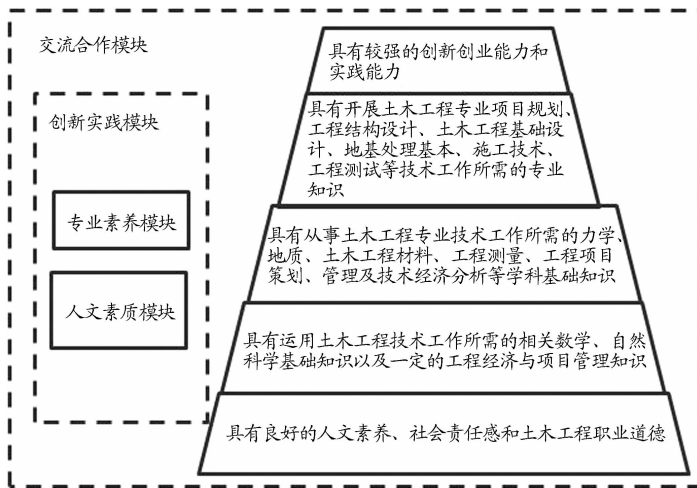 交流合作模块
创新实践模块
专业素养模块
人文素质模块
具有较强的创新创业能力和
实践能力
具有开展土木工程专业项目规划、
工程结构设计、土木工程基础设
计、地基处理基本、施工技术、
工程测试等技术工作所需的专业
知识
具有从事土木工程专业技术工作所需的力学、
地质、土木工程材料、工程测量、工程项目
策划、管理及技术经济分析等学科基础知识
具有运用土木工程技术工作所需的相关数学、自然
科学基础知识以及一定的工程经济与项目管理知识
具有良好的人文素养、社会责任感和土木工程职业道德